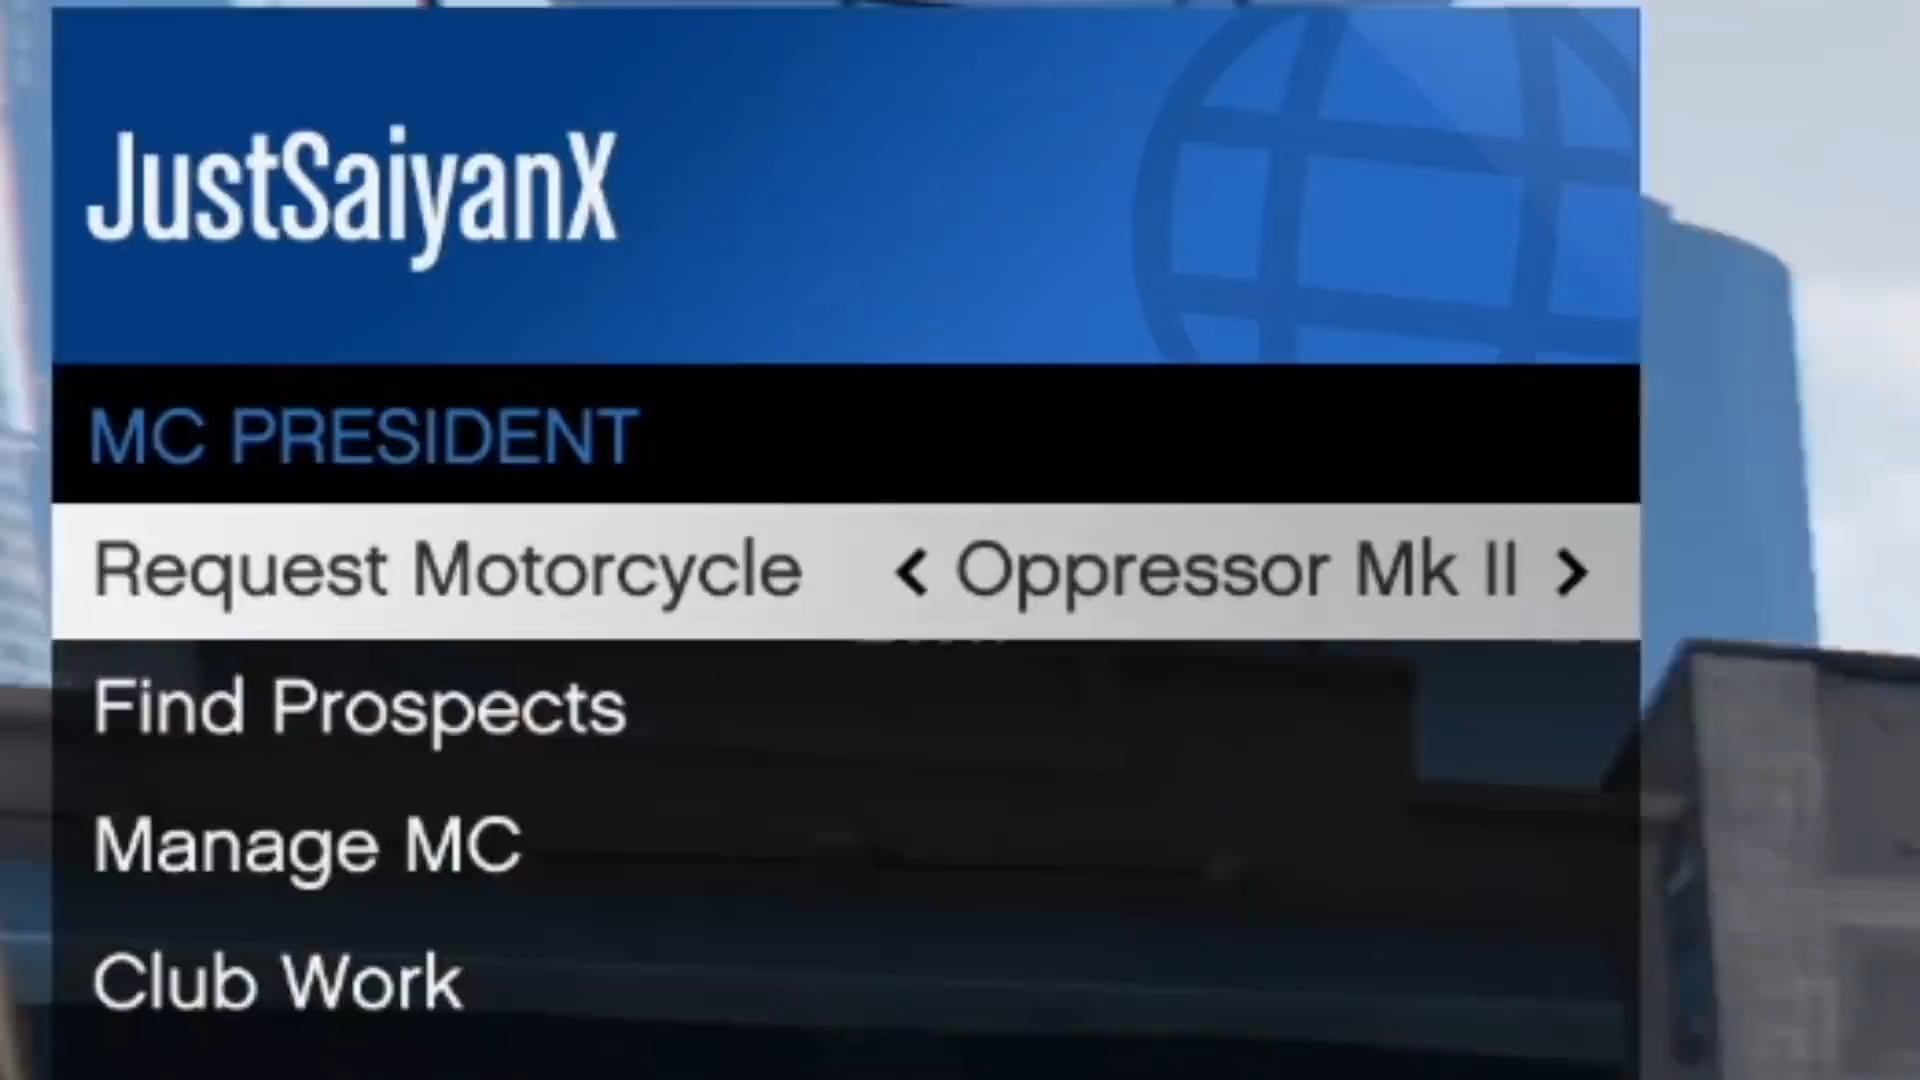 JustSaiyanX
MC PRESIDENT
Request Motorcycle < Oppressor Mk II >
Find Prospects
Manage MC
Club Work